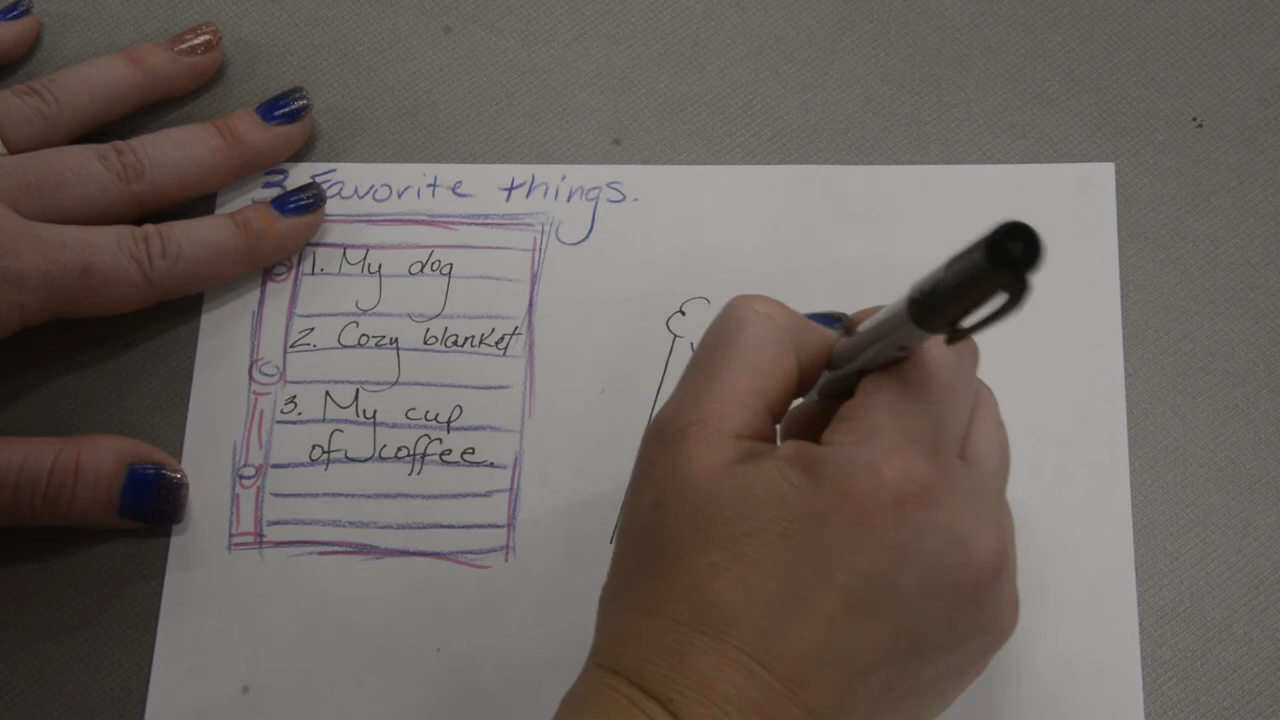 3 Favorite things.
1. My dog
2. Cozy blanket
3. My cup
of coffee.